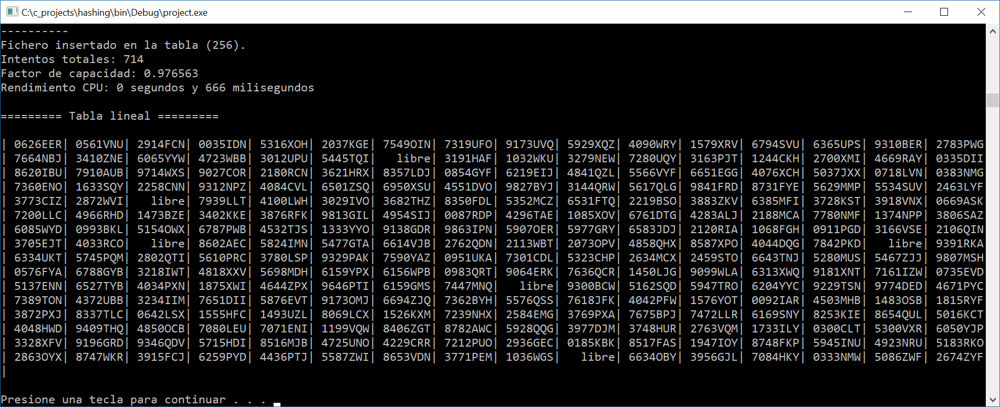 C:\c_projects\hashing\bin\Debug\project.exe
----------
Fichero insertado en la tabla (256).
Intentos totales: 714
Factor de capacidad: 0.976563
Rendimiento CPU: 0 segundos y 666 milisegundos
========= Tabla lineal =========
| 0626EER| 0561VNU| 2914FCN| 0035IDN| 5316XOH| 2037KGE| 7549OIN| 7319UFO| 9173UVQ| 5929XQZ| 4090WRY| 1579XRV| 6794SVU| 6365UPS| 9310BER| 2783PWG
| 7664NBJ| 3410ZNE| 6065YYW| 4723WBB| 3012UPU| 5445TQI|   libre| 3191HAF| 1032WKU| 3279NEW| 7280UQY| 3163PJT| 1244CKH| 2700XMI| 4669RAY| 0335DII
| 8620IBU| 7910AUB| 9714WXS| 9027COR| 2180RCN| 3621HRX| 8357LDJ| 0854GYF| 6219EIJ| 4841QZL| 5566VYF| 6651EGG| 4076XCH| 5037JXX| 0718LVN| 0383NMG
| 7360ENO| 1633SQY| 2258CNN| 9312NPZ| 4084CVL| 6501ZSQ| 6950XSU| 4551DVO| 9827BYJ| 3144QRW| 5617QLG| 9841FRD| 8731FYE| 5629MMP| 5534SUV| 2463LYF
| 3773CIZ| 2872WVI|   libre| 7939LLT| 4100LWH| 3029IVO| 3682THZ| 8350FDL| 5352MCZ| 6531FTQ| 2219BSO| 3883ZKV| 6385MFI| 3728KST| 3918VNX| 0669ASK
| 7200LLC| 4966RHD| 1473BZE| 3402KKE| 3876RFK| 9813GIL| 4954SIJ| 0087RDP| 4296TAE| 1085XOV| 6761DTG| 4283ALJ| 2188MCA| 7780NMF| 1374NPP| 3806SAZ
| 6085WYD| 0993BKL| 5154OWX| 6787PWB| 4532TJS| 1333YYO| 9138GDR| 9863IPN| 5907OER| 5977GRY| 6583JDJ| 2120RIA| 1068FGH| 0911PGD| 3166VSE| 2106QIN
| 3705EJT| 4033RCO|   libre| 8602AEC| 5824IMN| 5477GTA| 6614VJB| 2762QDN| 2113WBT| 2073OPV| 4858QHX| 8587XPO| 4044DQG| 7842PKD|   libre| 9391RKA
| 6334UKT| 5745PQM| 2802QTI| 5610PRC| 3780LSP| 9329PAK| 7590YAZ| 0951UKA| 7301CDL| 5323CHP| 2634MCX| 2459STO| 6643TNJ| 5280MUS| 5467ZJJ| 9807MSH
| 0576FYA| 6788GYB| 3218IWT| 4818XXV| 5698MDH| 6159YPX| 6156WPB| 0983QRT| 9064ERK| 7636QCR| 1450LJG| 9099WLA| 6313XWQ| 9181XNT| 7161IZW| 0735EVD
| 5137ENN| 6527TYB| 4034PXN| 1875XWI| 4644ZPX| 9646PTI| 6159GMS| 7447MNQ|   libre| 9300BCW| 5162SQD| 5947TRO| 6204YYC| 9229TSN| 9774DED| 4671PYC
| 7389TON| 4372UBB| 3234IIM| 7651DII| 5876EVT| 9173OMJ| 6694ZJQ| 7362BYH| 5576QSS| 7618JFK| 4042PFW| 1576YOT| 0092IAR| 4503MHB| 1483OSB| 1815RYF
| 3872PXJ| 8337TLC| 0642LSX| 1555HFC| 1493UZL| 8069LCX| 1526KXM| 7239NHX| 2584EMG| 3769PXA| 7675BPJ| 7472LLR| 6169SNY| 8253KIE| 8654QUL| 5016KCT
| 4048HWD| 9409THQ| 4850OCB| 7080LEU| 7071ENI| 1199VQW| 8406ZGT| 8782AWC| 5928QQG| 3977DJM| 3748HUR| 2763VQM| 1733ILY| 0300CLT| 5300VXR| 6050YJP
| 3328XFV| 9196GRD| 9346QDV| 5715HDI| 8516MJB| 4725UNO| 4229CRR| 7212PUO| 2936GEC| 0185KBK| 8517FAS| 1947IOY| 8748FKP| 5945INU| 4923NRU| 5183RKO
| 2863OYX| 8747WKR| 3915FCJ| 6259PYD| 4436PTJ| 5587ZWI| 8653VDN| 3771PEM| 1036WGS|   libre| 6634OBY| 3956GJL| 7084HKY| 0333NMW| 5086ZWF| 2674ZYF
|
Presione una tecla para continuar . . .